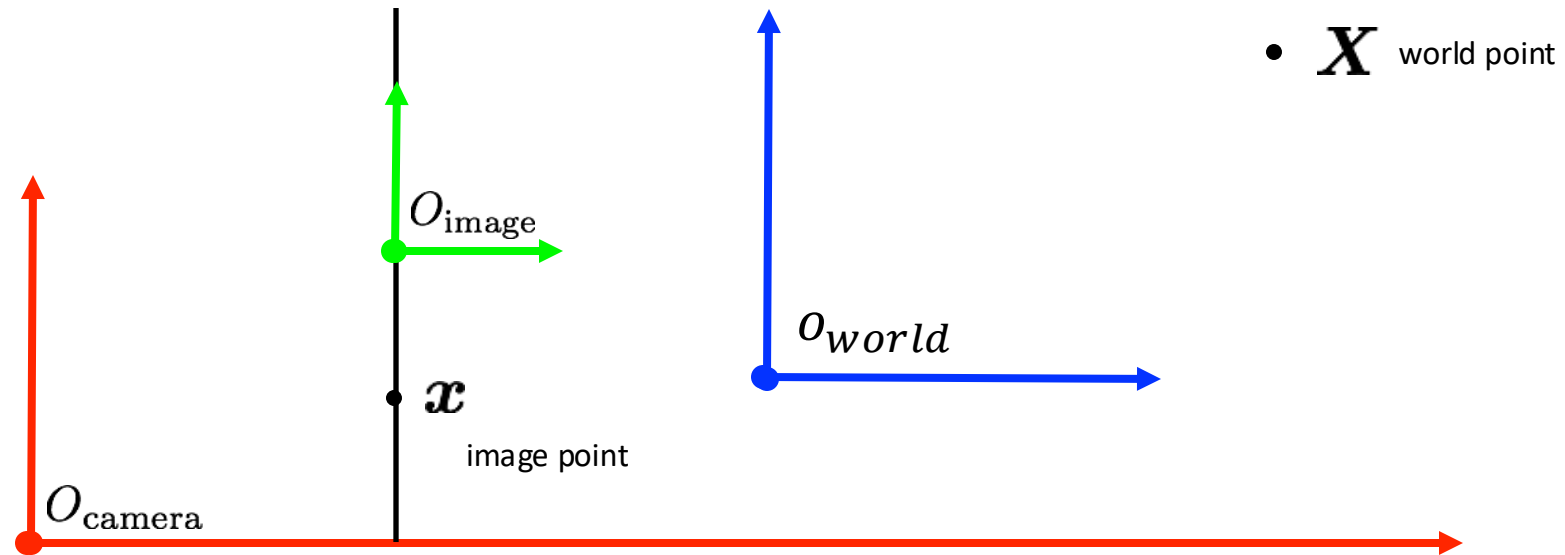 X world point
O_image
o_world
x
image point
O_camera